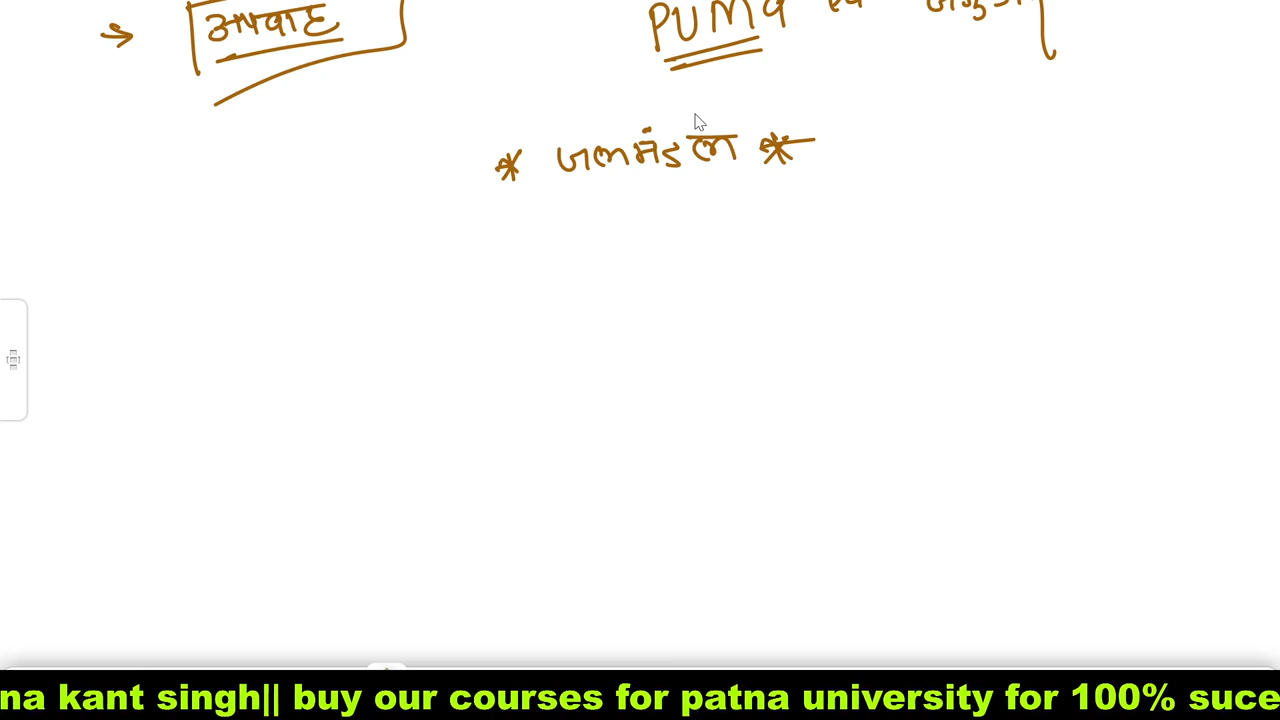 → अपवाह PUMA
* जलमंडल *
na kant singh|| buy our courses for patna university for 100% suce